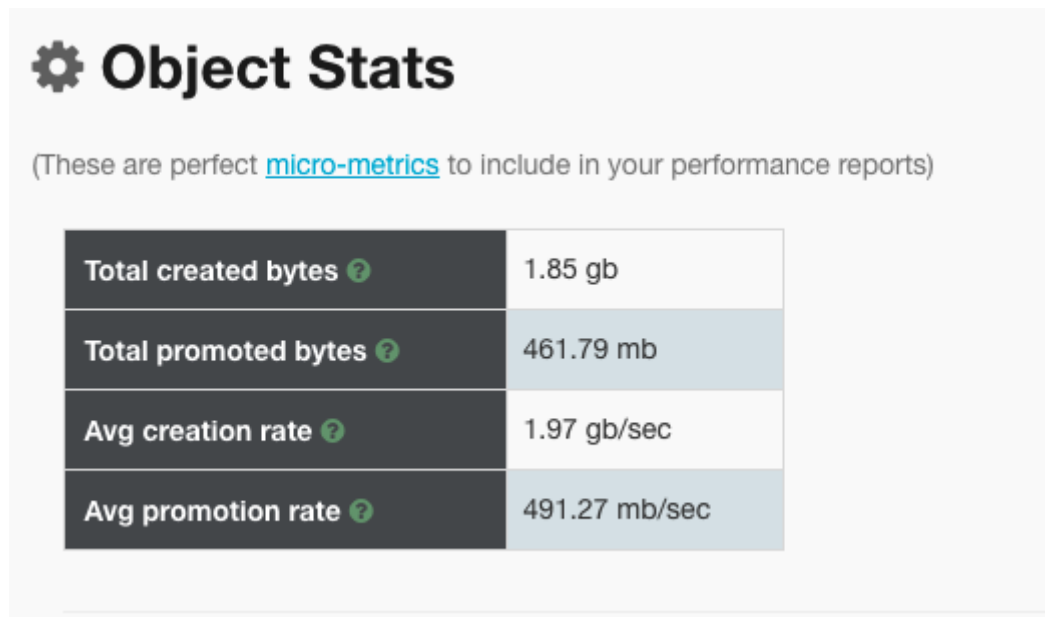 Object Stats
(These are perfect micro-metrics to include in your performance reports)
Total created bytes ? 1.85 gb
Total promoted bytes ? 461.79 mb
Avg creation rate ? 1.97 gb/sec
Avg promotion rate ? 491.27 mb/sec